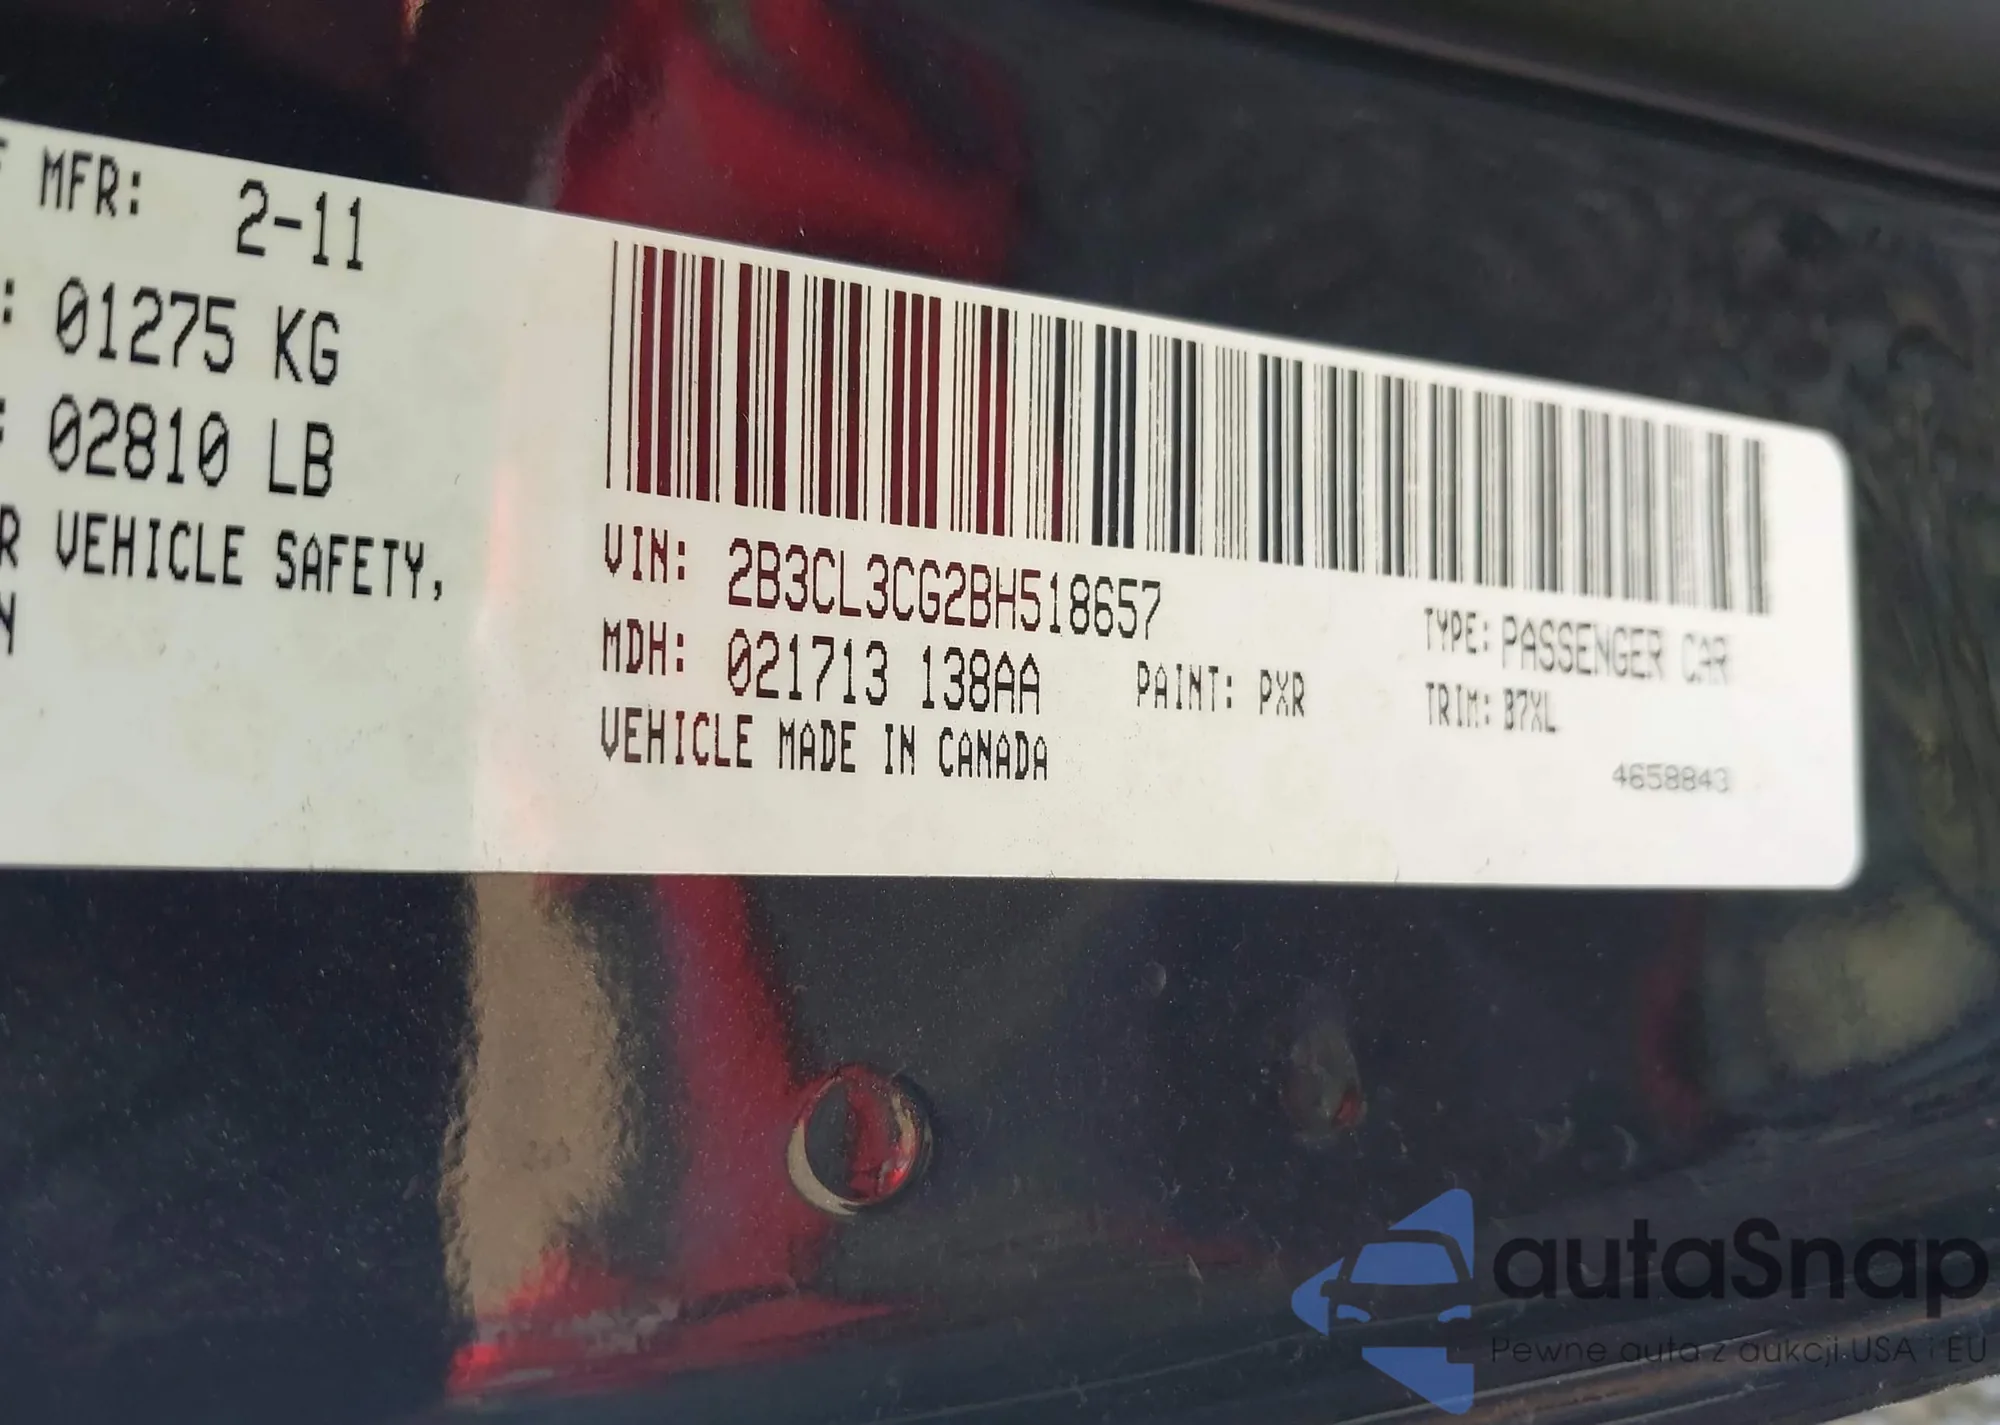 MFR: 2-11
: 01275 KG
02810 LB
R VEHICLE SAFETY,
N
VIN: 2B3CL3CG2BH518657
TYPE: PASSENGER CAR
MDH: 021713 138AA PAINT: PXR TRIM: B7XL
VEHICLE MADE IN CANADA
4658843
autaSnap
Pewne auta z aukcji USA i EU